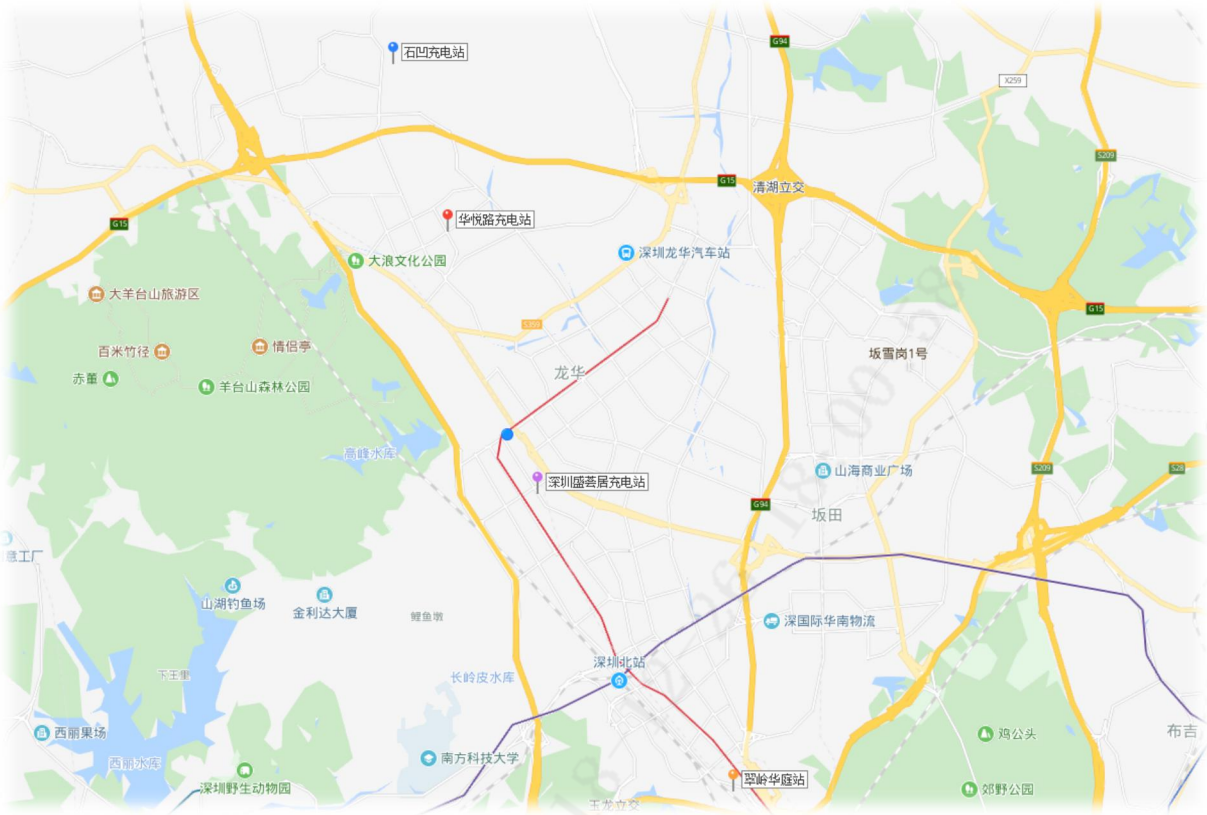 G94
石凹充电站
X259
S209
G15
清湖立交
华悦路充电站
G15
深圳龙华汽车站
大浪文化公园
大羊台山旅游区
G15
S359
情侣亭
百米竹径
坂雪岗1号
龙华
赤董
羊台山森林公园
高峰水库
山海商业广场
S209
S28
深圳盛荟居充电站
G94
坂田
意工厂
山湖钓鱼场
金利达大厦
鲤鱼墩
深国际华南物流
深圳北站
下王里
长岭皮水库
西丽果场
鸡公头
布吉
南方科技大学
西丽水库
翠岭华庭站
深圳野生动物园
郊野公园
玉龙立交